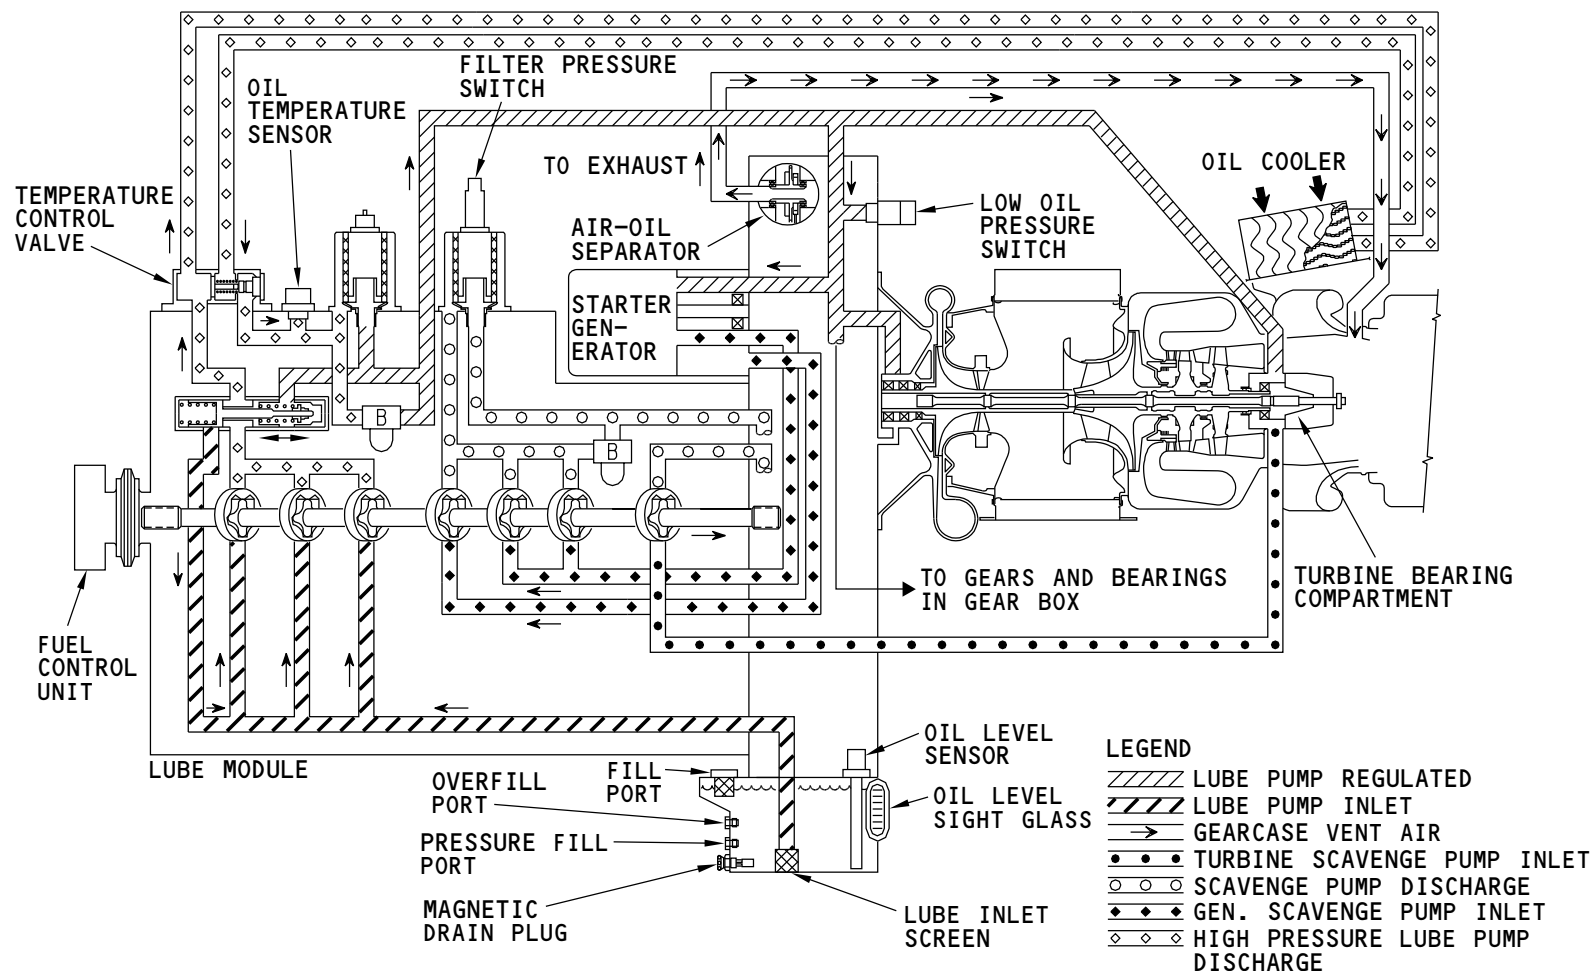 FILTER PRESSURE
SWITCH
OIL
TEMPERATURE
SENSOR
TO EXHAUST
OIL COOLER
TEMPERATURE
CONTROL
VALVE
LOW OIL
PRESSURE
SWITCH
AIR-OIL
SEPARATOR
STARTER
GEN-
ERATOR
B
B
TO GEARS AND BEARINGS
IN GEAR BOX
TURBINE BEARING
COMPARTMENT
FUEL
CONTROL
UNIT
LUBE MODULE
OIL LEVEL
SENSOR
OVERFILL
PORT
FILL
PORT
OIL LEVEL
SIGHT GLASS
PRESSURE FILL
PORT
MAGNETIC
DRAIN PLUG
LUBE INLET
SCREEN
LEGEND
LUBE PUMP REGULATED
LUBE PUMP INLET
GEARCASE VENT AIR
TURBINE SCAVENGE PUMP INLET
SCAVENGE PUMP DISCHARGE
GEN. SCAVENGE PUMP INLET
HIGH PRESSURE LUBE PUMP
DISCHARGE